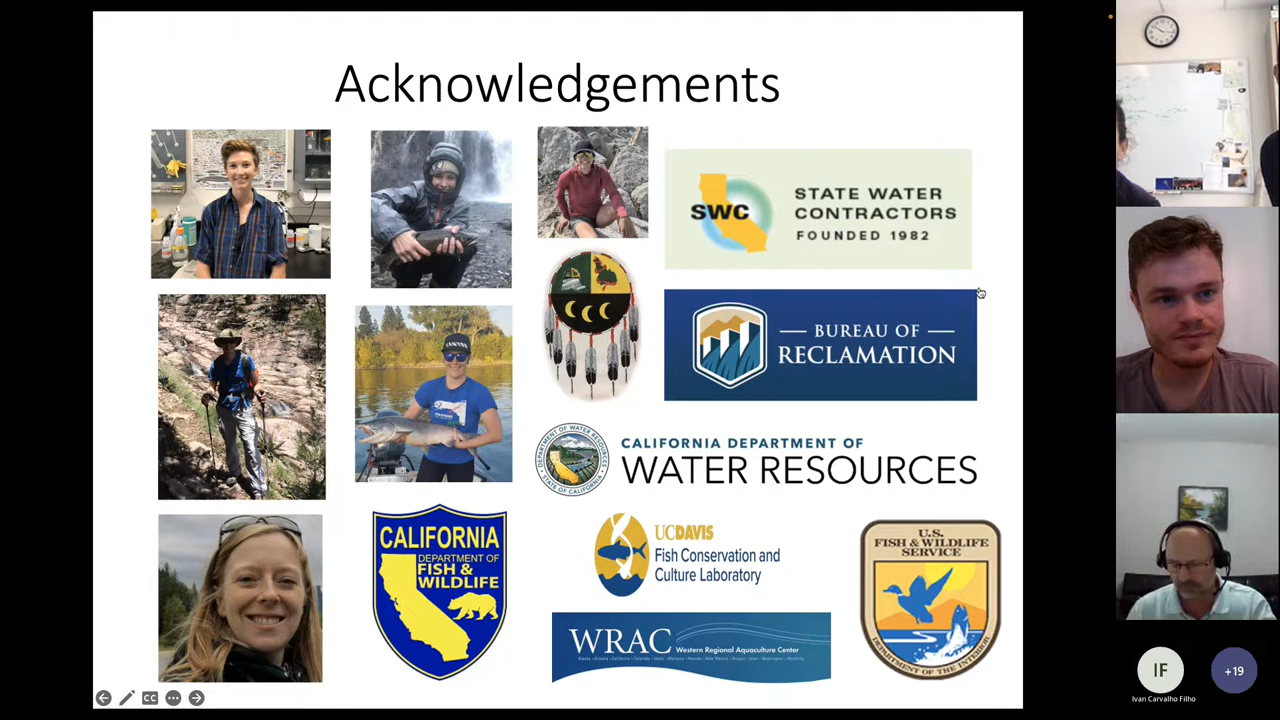 Acknowledgements
SWC
STATE WATER
CONTRACTORS
FOUNDED 1982
BUREAU OF
RECLAMATION
CALIFORNIA DEPARTMENT OF
WATER RESOURCES
CALIFORNIA
DEPARTMENT OF
FISH &
WILDLIFE
UCDAVIS
Fish Conservation and
Culture Laboratory
WRAC Western Regional Aquaculture Center
U.S.
FISH & WILDLIFE
SERVICE
DEPARTMENT OF THE INTERIOR
CC
IF
+19
Ivan Carvalho Filho